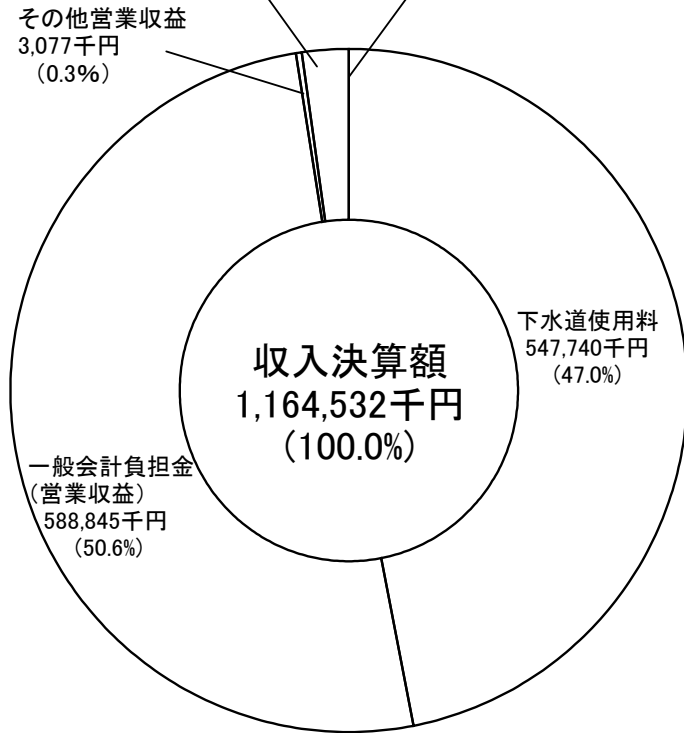 その他営業収益
3,077千円
（0.3%）
下水道使用料
547,740千円
(47.0%)
収入決算額
1,164,532千円
(100.0%)
一般会計負担金
（営業収益）
588,845千円
(50.6%)